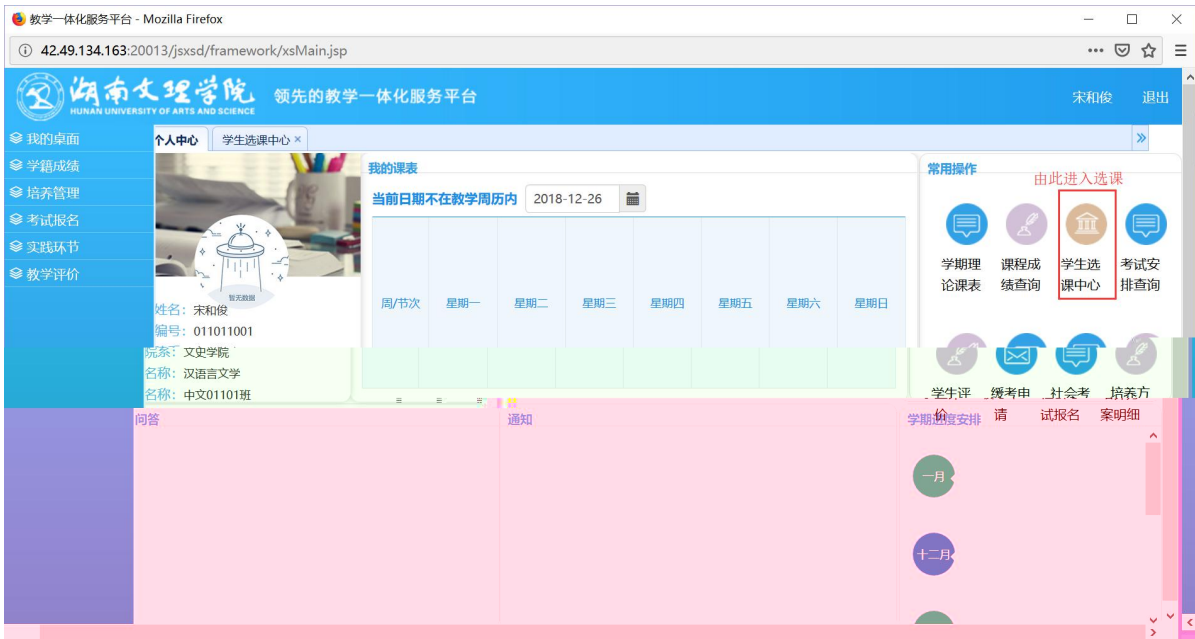 教学一体化服务平台 - Mozilla Firefox
42.49.134.163:20013/jsxsd/framework/xsMain.jsp
湖南文理学院
HUNAN UNIVERSITY OF ARTS AND SCIENCE
领先的教学一体化服务平台
宋和俊 退出
我的桌面
学籍成绩
培养管理
考试报名
实践环节
教学评价
个人中心 学生选课中心
暂无数据
姓名：宋和俊
编号：011011001
院系：文史学院
名称：汉语言文学
名称：中文01101班
我的课表
当前日期不在教学周历内 2018-12-26
周/节次 星期一 星期二 星期三 星期四 星期五 星期六 星期日
常用操作
由此进入选课
学期理论课表
课程成绩查询
学生选课中心
考试安排查询
学生评价
缓考申请
社会考试报名
培养方案明细
问答
通知
学期进度安排
一月
十二月